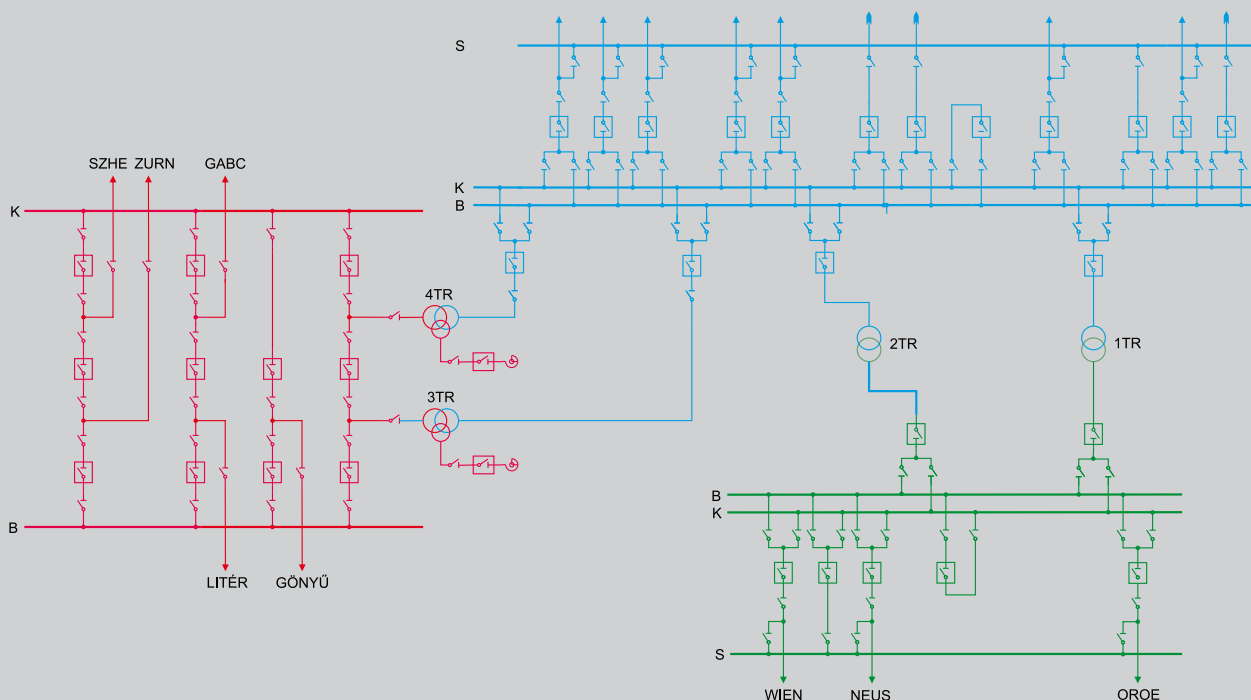 S
SZHE ZURN GABC
K
K
B
4TR
2TR
1TR
3TR
B
K
B
LITÉR GÖNYŰ
S
WIEN NEUS OROE